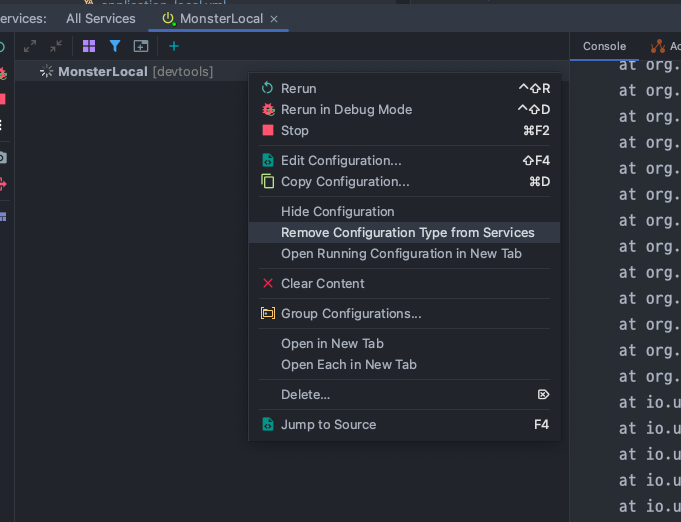 application_local.yml
ervices: All Services MonsterLocal ×
MonsterLocal [devtools]
Console
Rerun ^⇧R
Rerun in Debug Mode ^⇧D
Stop ⌘F2
Edit Configuration... ⇧F4
Copy Configuration... ⌘D
Hide Configuration
Remove Configuration Type from Services
Open Running Configuration in New Tab
Clear Content
Group Configurations...
Open in New Tab
Open Each in New Tab
Delete... ⌦
Jump to Source F4
at org.
at org.
at org.
at org.
at org.
at org.
at org.
at org.
at org.
at org.
at org.
at org.
at org.
at io.u
at io.u
at io.u
at io.u
at io.u